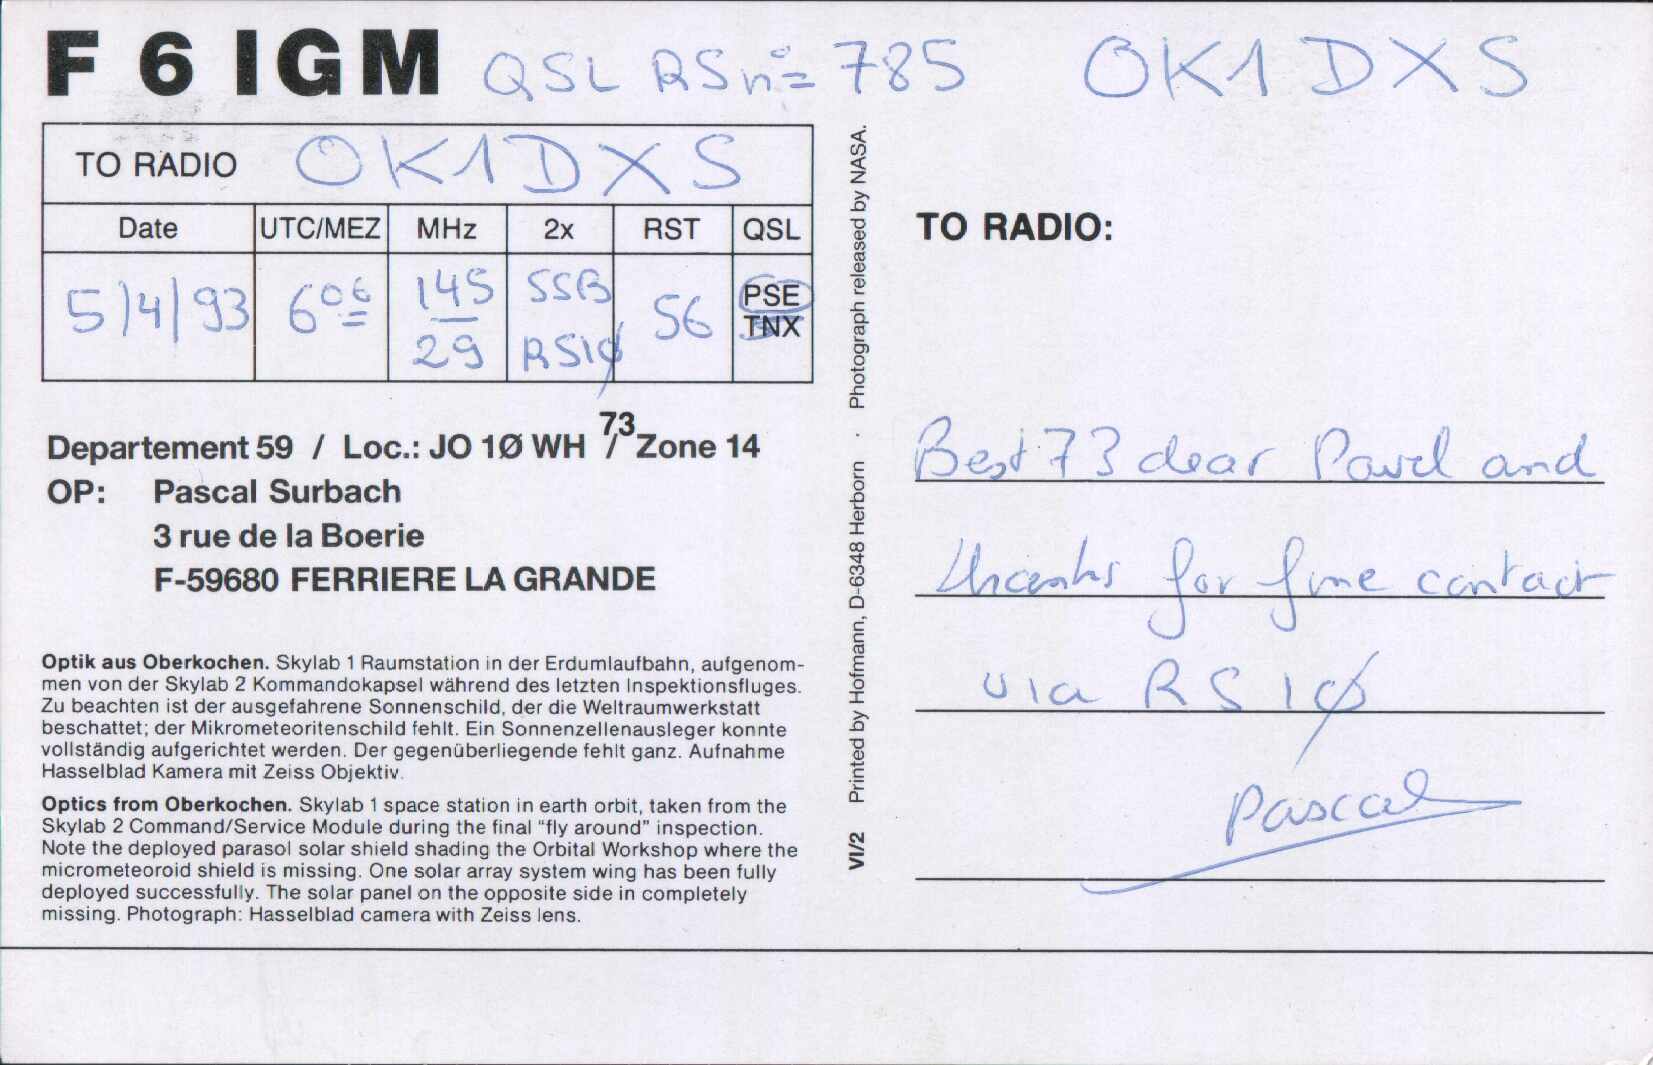 F 6 IGM QSL RS n°= 785 OK1DXS
TO RADIO OK1DXS
Date UTC/MEZ MHz 2x RST QSL
5/4/93 6 06 145 SSB 56 PSE
29 RS1Ø TNX
73
Departement 59 / Loc.: JO 1Ø WH / Zone 14
OP: Pascal Surbach
3 rue de la Boerie
F-59680 FERRIERE LA GRANDE
Optik aus Oberkochen. Skylab 1 Raumstation in der Erdumlaufbahn, aufgenom-
men von der Skylab 2 Kommandokapsel während des letzten Inspektionsfluges.
Zu beachten ist der ausgefahrene Sonnenschild, der die Weltraumwerkstatt
beschattet; der Mikrometeoritenschild fehlt. Ein Sonnenzellenausleger konnte
vollständig aufgerichtet werden. Der gegenüberliegende fehlt ganz. Aufnahme
Hasselblad Kamera mit Zeiss Objektiv.
Optics from Oberkochen. Skylab 1 space station in earth orbit, taken from the
Skylab 2 Command/Service Module during the final "fly around" inspection.
Note the deployed parasol solar shield shading the Orbital Workshop where the
micrometeoroid shield is missing. One solar array system wing has been fully
deployed successfully. The solar panel on the opposite side in completely
missing. Photograph: Hasselblad camera with Zeiss lens.
VI/2 Printed by Hofmann, D-6348 Herborn · Photograph released by NASA.
TO RADIO:
Best 73 dear Pavel and
thanks for fine contact
via RS 1Ø
Pascal